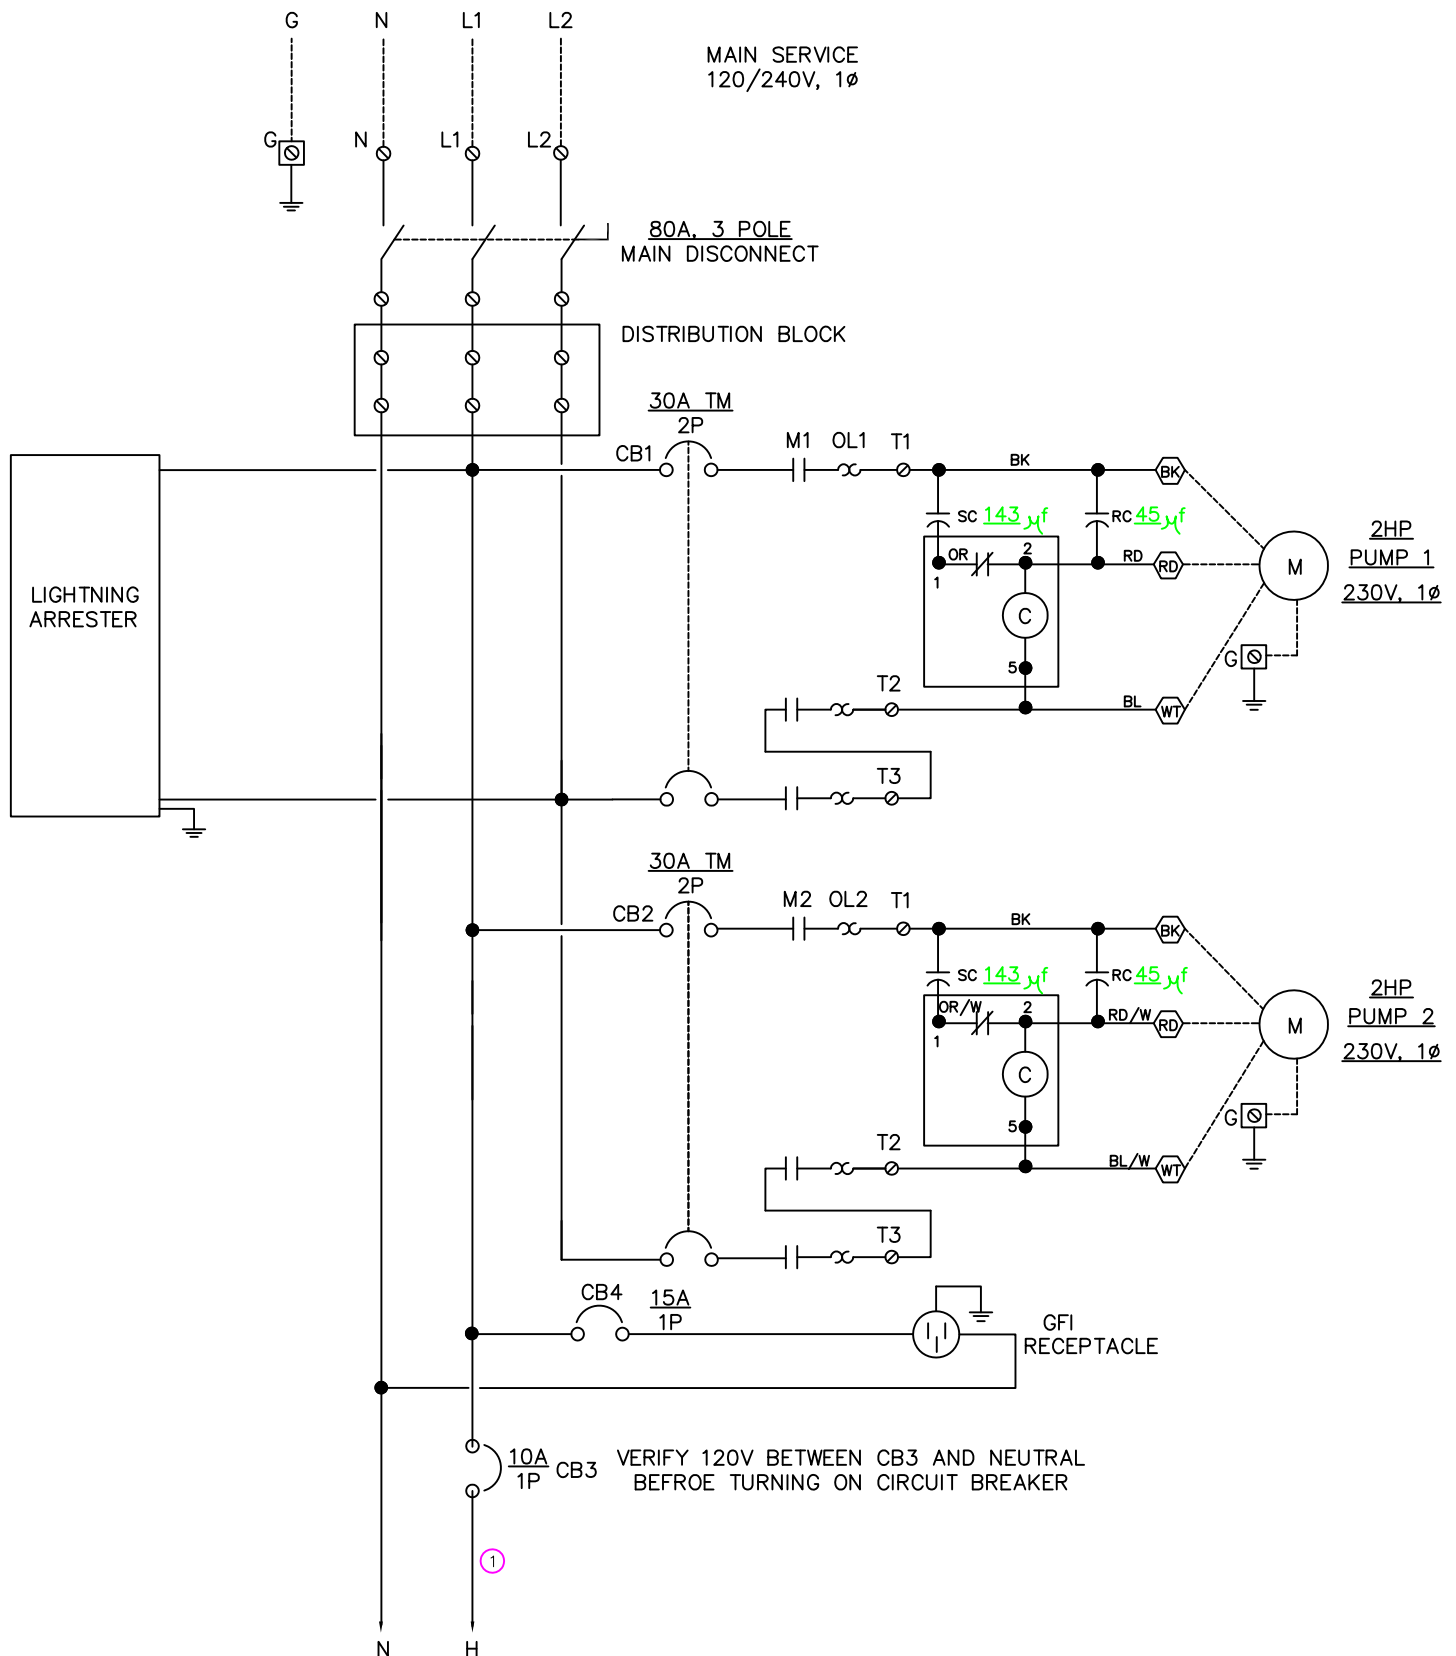 G N L1 L2
MAIN SERVICE
120/240V, 1ø
G N L1 L2
80A, 3 POLE
MAIN DISCONNECT
DISTRIBUTION BLOCK
30A TM
2P
CB1 M1 OL1 T1 BK BK
SC 143 µf RC 45 µf
OR 2 RD RD
1
C
5
M
2HP
PUMP 1
230V, 1ø
G
LIGHTNING
ARRESTER
T2 BL WT
T3
30A TM
2P
CB2 M2 OL2 T1 BK BK
SC 143 µf RC 45 µf
OR/W 2 RD/W RD
1
C
5
M
2HP
PUMP 2
230V, 1ø
G
T2 BL/W WT
T3
CB4 15A
1P
GFI
RECEPTACLE
10A
1P
CB3
VERIFY 120V BETWEEN CB3 AND NEUTRAL
BEFROE TURNING ON CIRCUIT BREAKER
1
N H